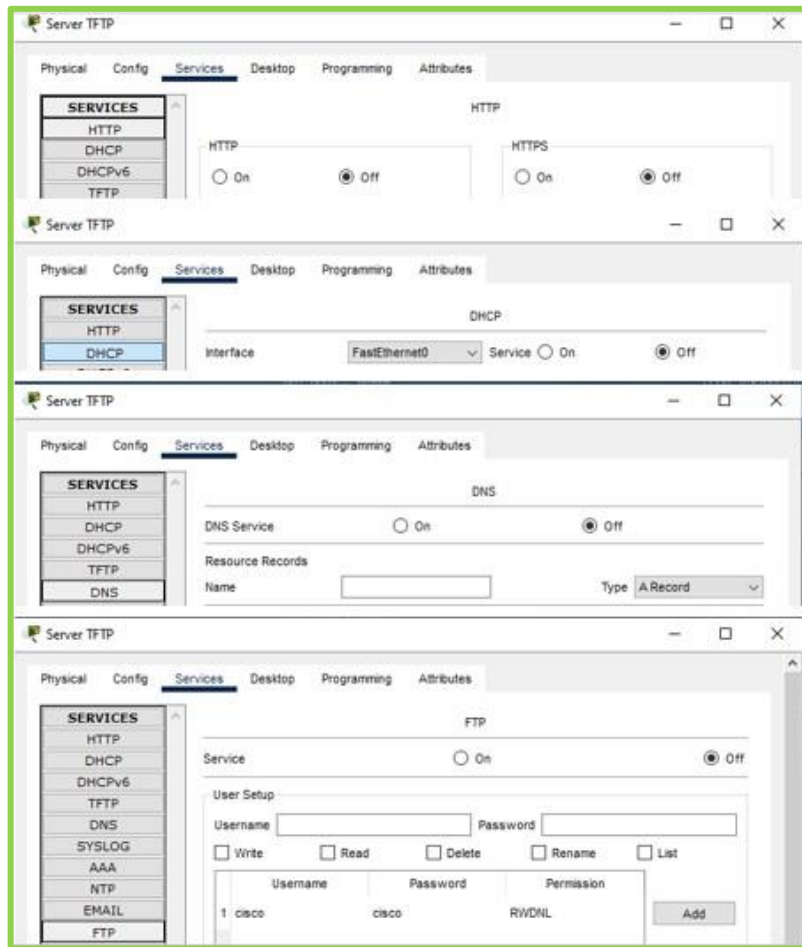 Server TFTP
Physical Config Services Desktop Programming Attributes
SERVICES
HTTP
HTTP
DHCP
DHCPv6
TFTP
HTTP
On Off
HTTPS
On Off
Server TFTP
Physical Config Services Desktop Programming Attributes
SERVICES
DHCP
HTTP
DHCP
Interface FastEthernet0 Service On Off
Server TFTP
Physical Config Services Desktop Programming Attributes
SERVICES
HTTP
DHCP
DHCPv6
TFTP
DNS
DNS
DNS Service On Off
Resource Records
Name Type A Record
Server TFTP
Physical Config Services Desktop Programming Attributes
SERVICES
HTTP
DHCP
DHCPv6
TFTP
DNS
SYSLOG
AAA
NTP
EMAIL
FTP
FTP
Service On Off
User Setup
Username Password
Write Read Delete Rename List
Username Password Permission
1 cisco cisco RWDNL
Add